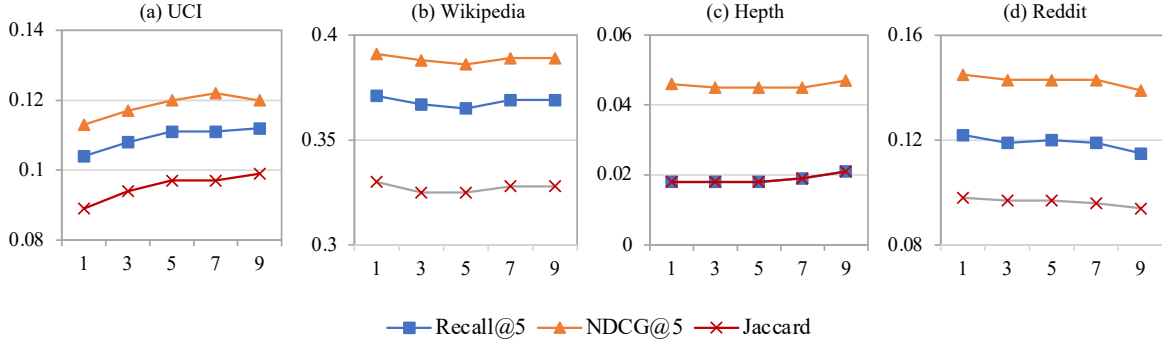 (a) UCI
0.14
0.12
0.1
0.08
1 3 5 7 9
(b) Wikipedia
0.4
0.35
0.3
1 3 5 7 9
(c) Hepth
0.06
0.04
0.02
0
1 3 5 7 9
(d) Reddit
0.16
0.12
0.08
1 3 5 7 9
Recall@5 NDCG@5 Jaccard